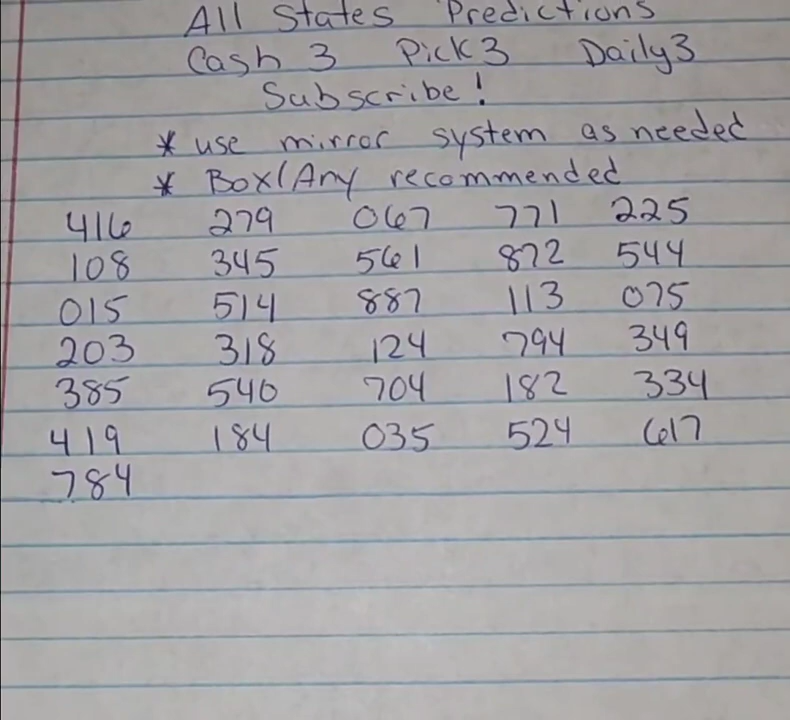 All States Predictions
Cash 3 Pick 3 Daily 3
Subscribe!
* use mirror system as needed
* Box/Any recommended
416 279 067 771 225
108 345 561 872 544
015 514 887 113 075
203 318 124 794 349
385 540 704 182 334
419 184 035 524 617
784